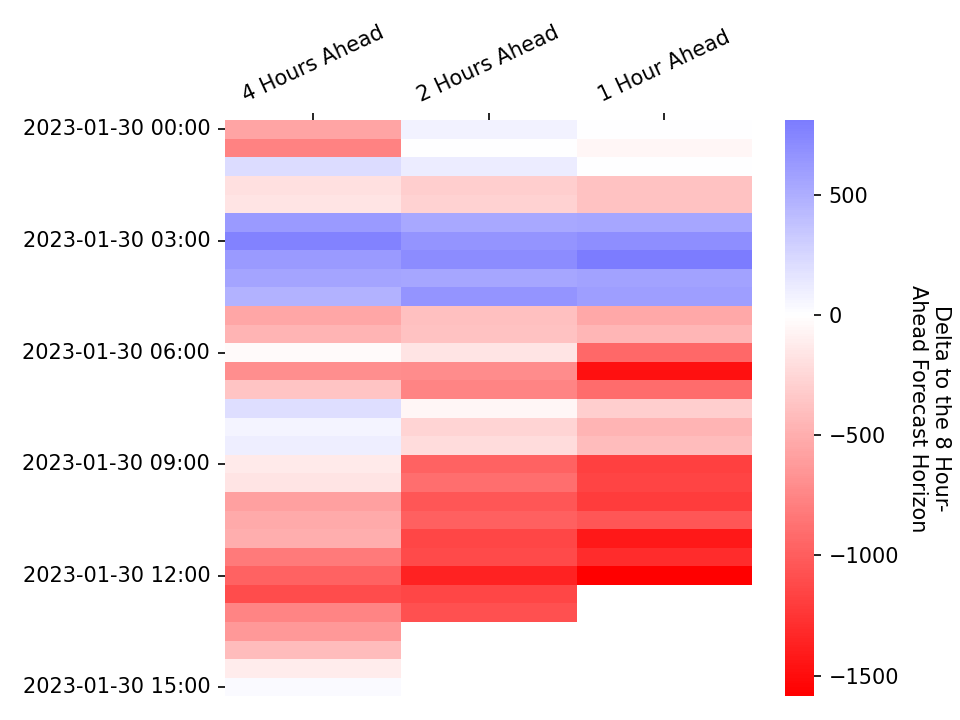 4 Hours Ahead
2 Hours Ahead
1 Hour Ahead
2023-01-30 00:00
2023-01-30 03:00
2023-01-30 06:00
2023-01-30 09:00
2023-01-30 12:00
2023-01-30 15:00
500
0
−500
−1000
−1500
Delta to the 8 Hour-
Ahead Forecast Horizon